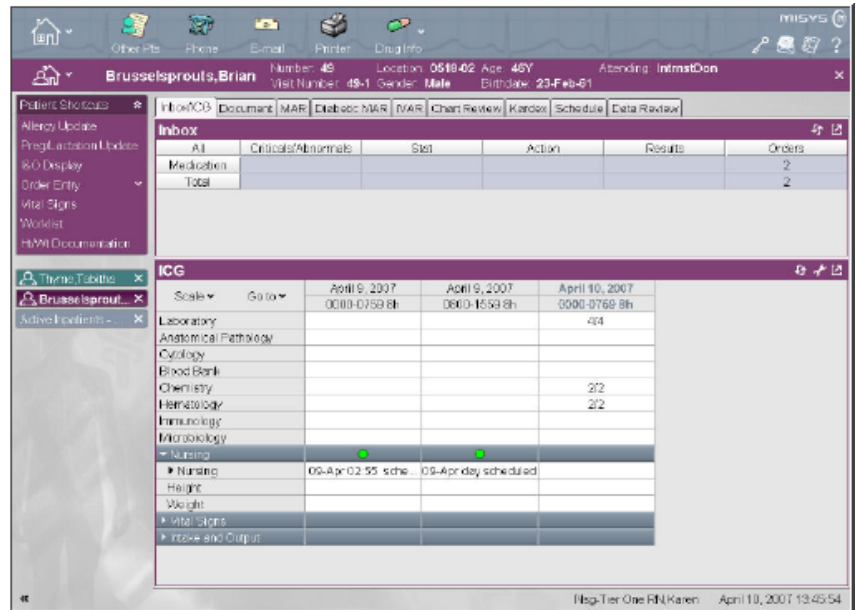 misys
Other Pts Phone E-mail Printer Drug Info
?
Brusselsprouts,Brian Number: 49 Location: 0518-02 Age: 46Y Attending: IntrnstDon
Visit Number: 49-1 Gender: Male Birthdate: 23-Feb-61
Patient Shortcuts
Inbox/ICG Document MAR Diabetic MAR IVAR Chart Review Kardex Schedule Data Review
Allergy Update
Preg/Lactation Update
I&O Display
Order Entry
Vital Signs
Worklist
Ht/Wt Documentation
Thyme,Tabitha X
Brusselsprout... X
Active Inpatients - ... X
Inbox
All Criticals/Abnormals Stat Action Results Orders
Medication 2
Total 2
ICG
Scale Go to April 9, 2007 April 9, 2007 April 10, 2007
0000-0759 8h 0800-1559 8h 0000-0759 8h
Laboratory 4/4
Anatomical Pathology
Cytology
Blood Bank
Chemistry 2/2
Hematology 2/2
Immunology
Microbiology
Nursing
Nursing 09-Apr 02:55 sche... 09-Apr day scheduled
Height
Weight
Vital Signs
Intake and Output
Nsg-Tier One RN,Karen April 10, 2007 13:45:54